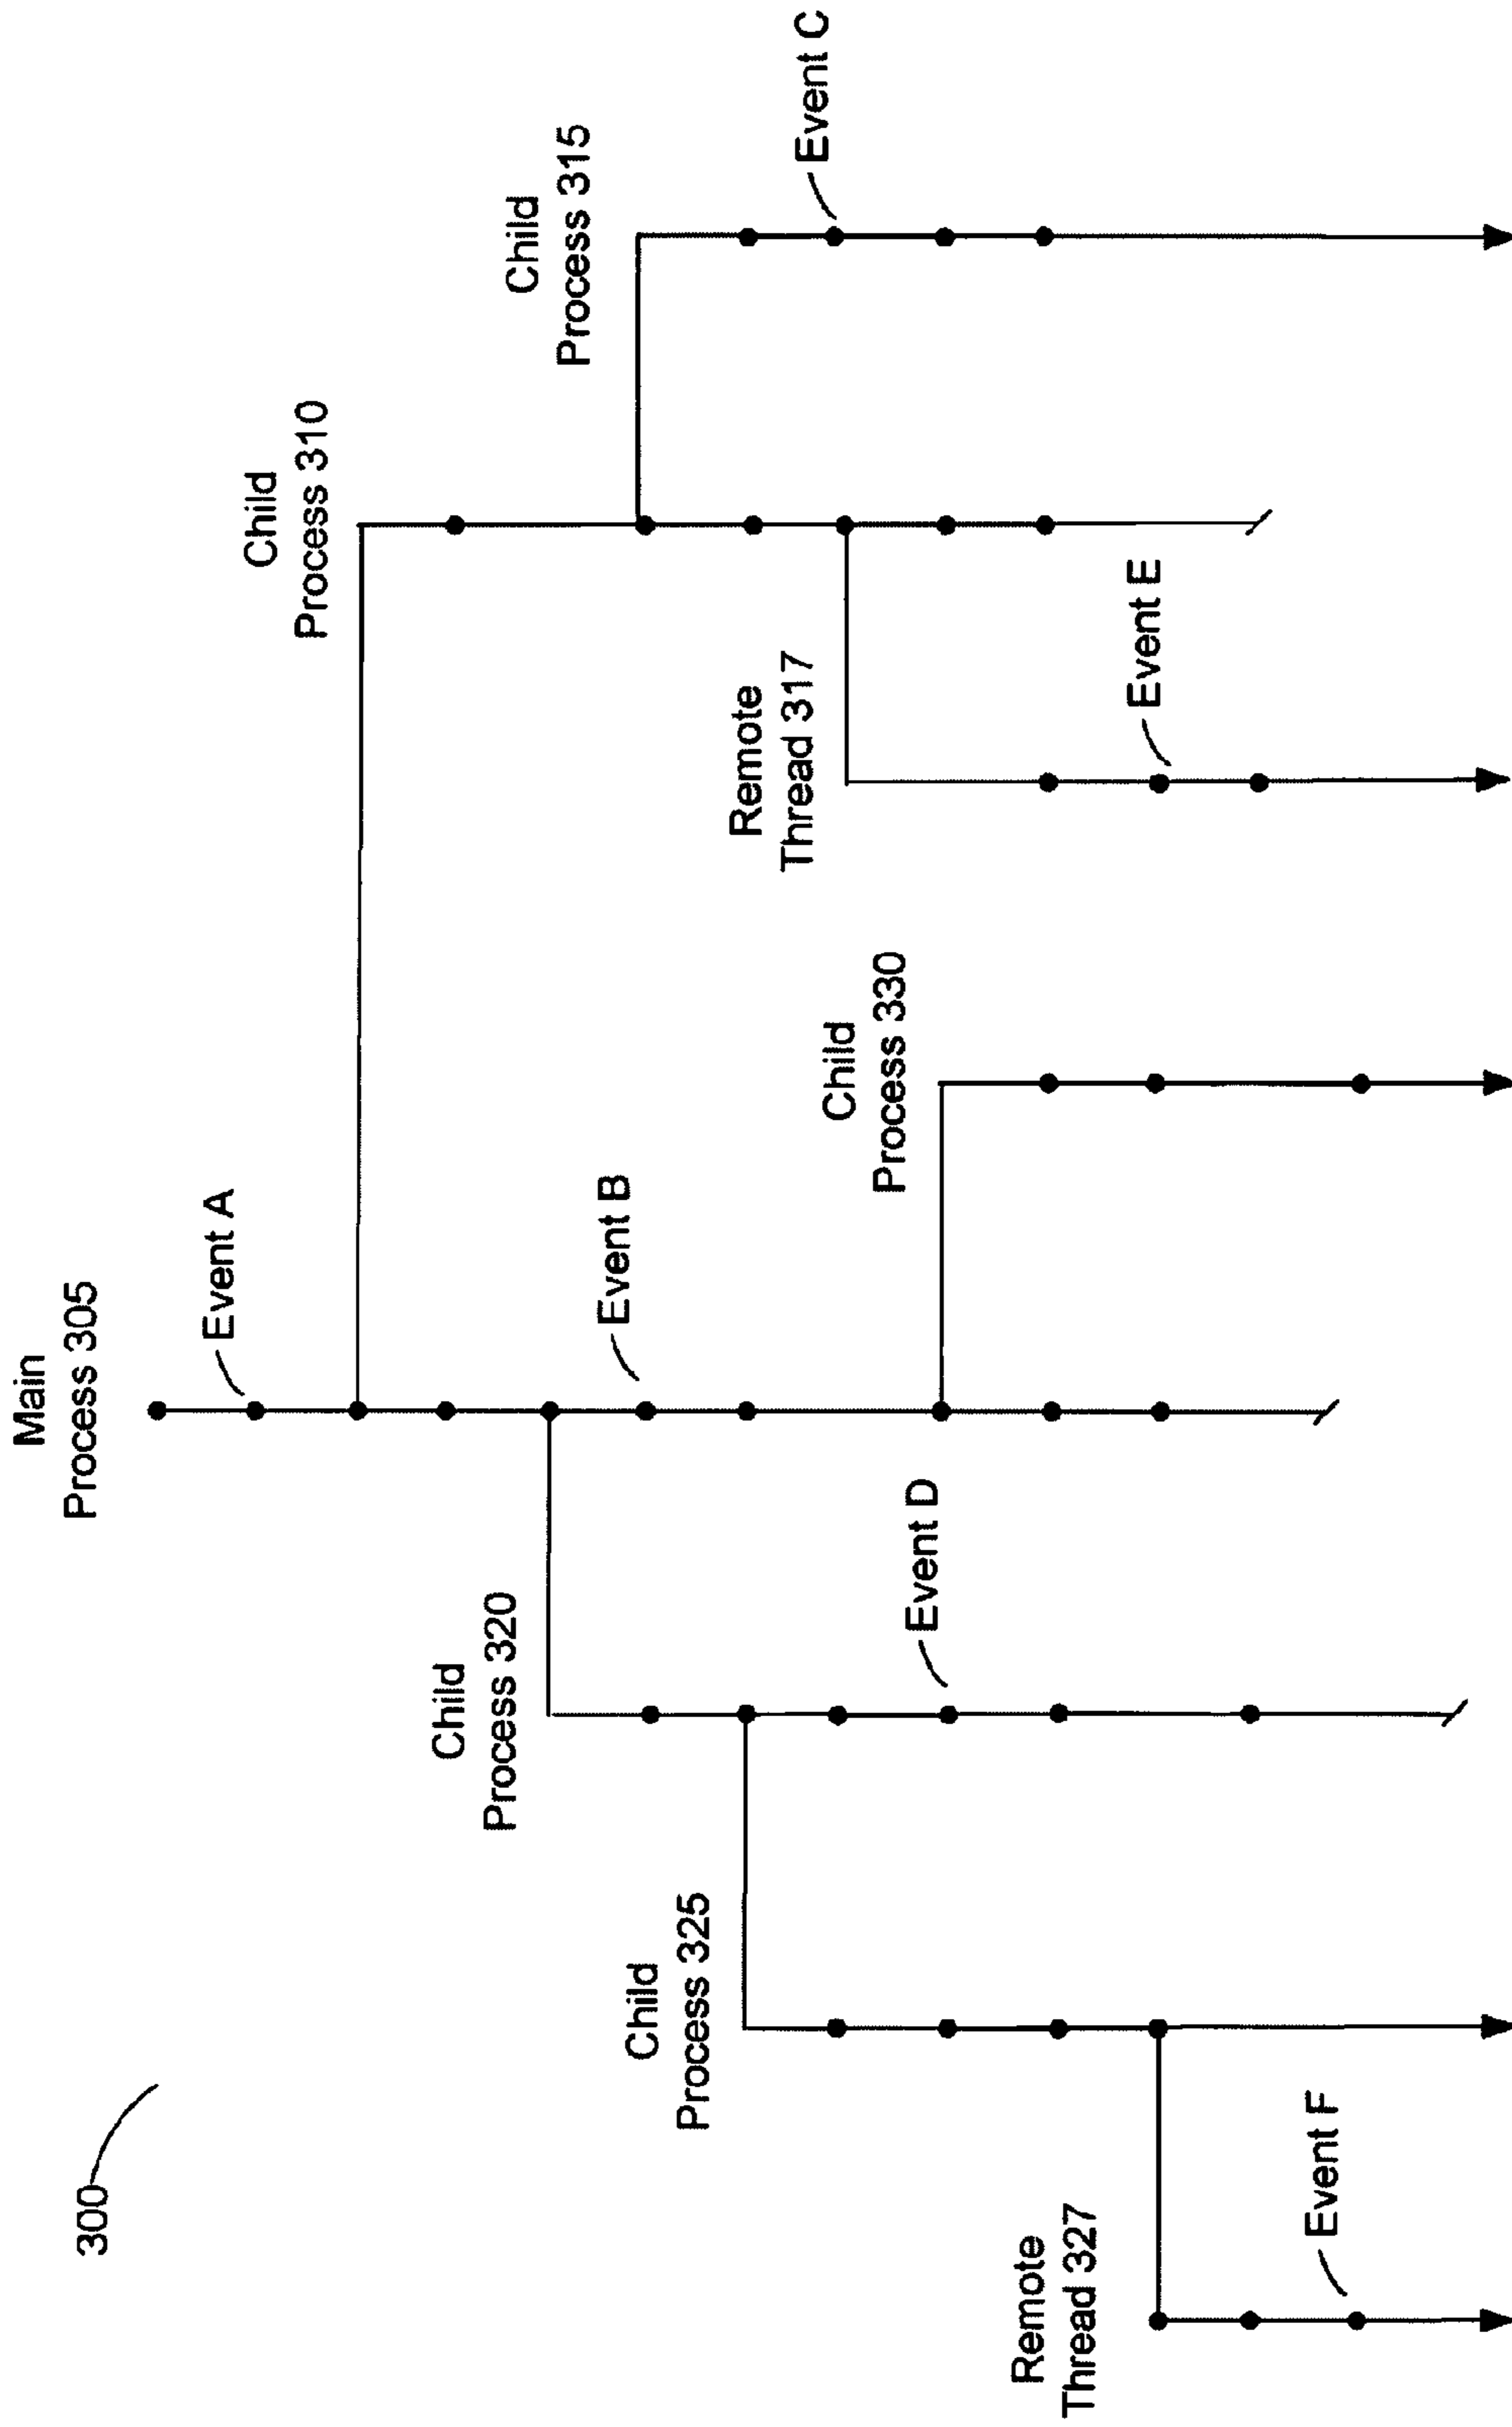 300
Main
Process 305
Event A
Child
Process 310
Child
Process 320
Event B
Child
Process 315
Child
Process 325
Remote
Thread 317
Event C
Child
Process 330
Event D
Remote
Thread 327
Event E
Event F